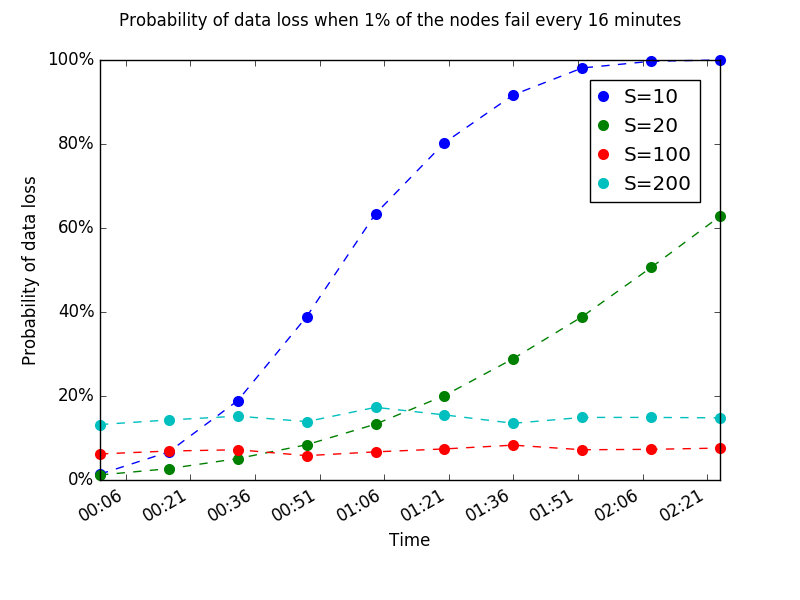 Probability of data loss when 1% of the nodes fail every 16 minutes
100%
80%
60%
40%
20%
0%
Probability of data loss
S=10
S=20
S=100
S=200
00:06
00:21
00:36
00:51
01:06
01:21
01:36
01:51
02:06
02:21
Time